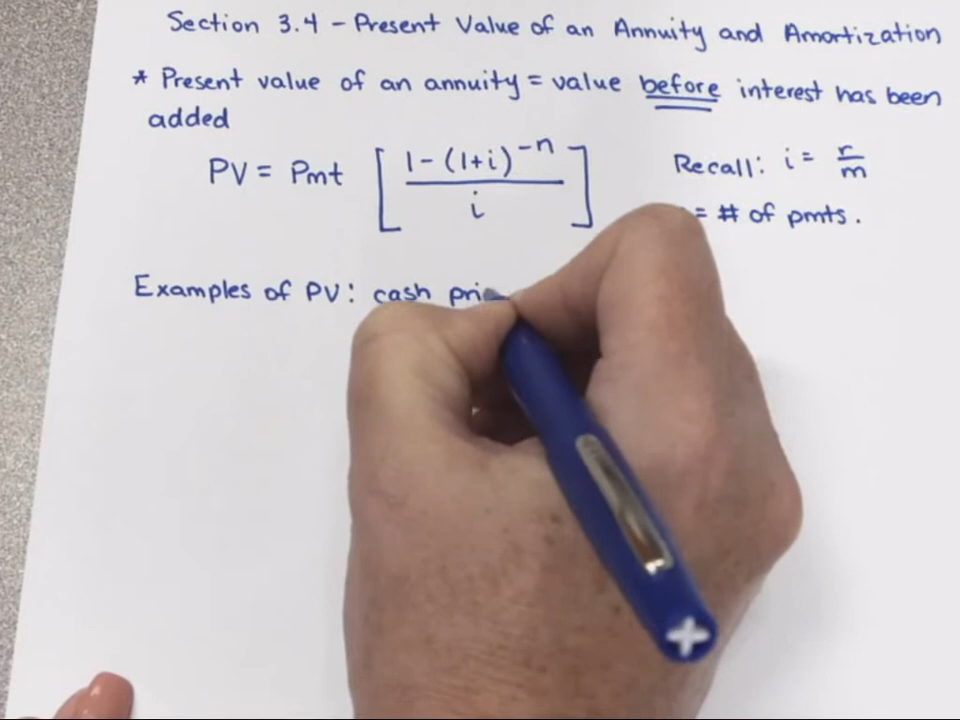 Section 3.4 - Present Value of an Annuity and Amortization
* Present value of an annuity = value before interest has been
added
PV = Pmt [ 1-(1+i)^-n / i ] Recall: i = r/m
= # of pmts.
Examples of PV: cash pri